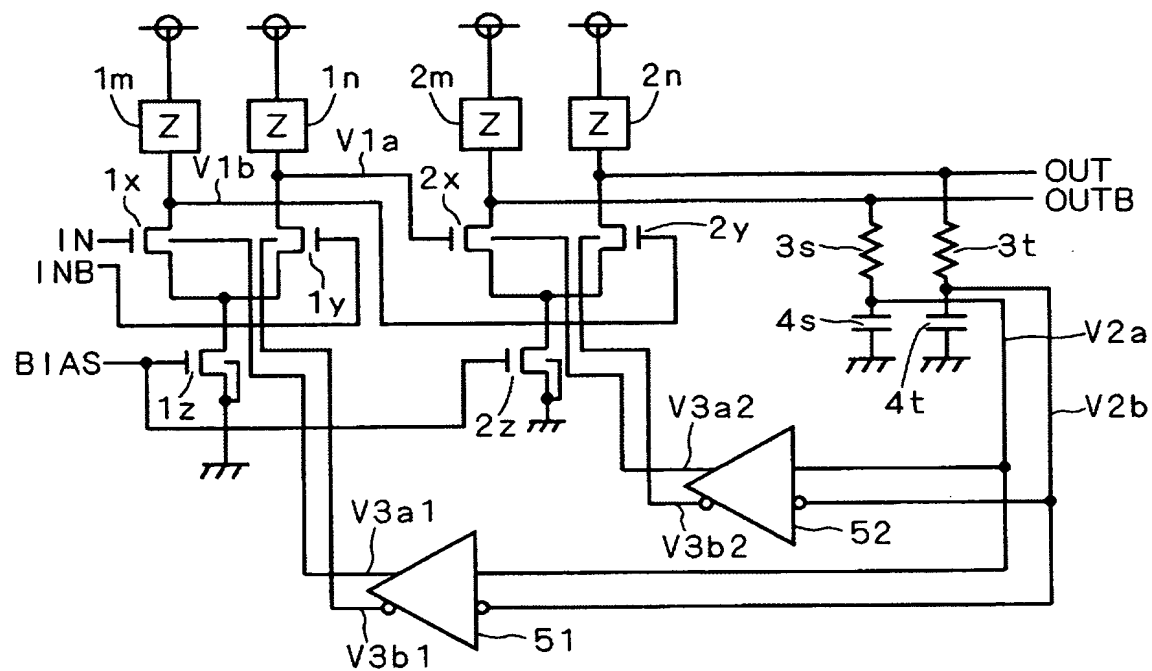 1m
1n
2m
2n
Z
Z
Z
Z
V1a
V1b
1x
2x
OUT
OUTB
IN
INB
1y
2y
3s
3t
4s
4t
V2a
BIAS
1z
2z
V3a2
V2b
V3a1
V3b2
52
V3b1
51